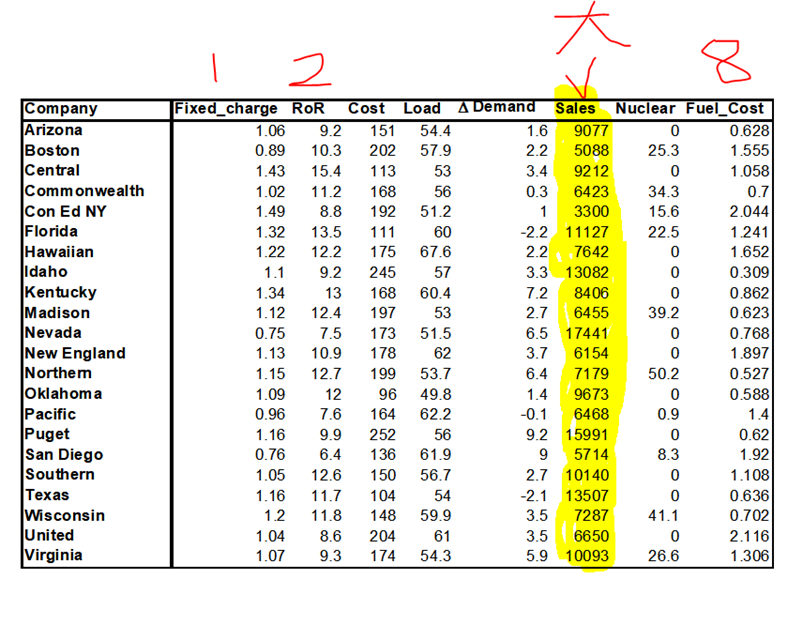 大
1 2 8
Company Fixed_charge RoR Cost Load Δ Demand Sales Nuclear Fuel_Cost
Arizona 1.06 9.2 151 54.4 1.6 9077 0 0.628
Boston 0.89 10.3 202 57.9 2.2 5088 25.3 1.555
Central 1.43 15.4 113 53 3.4 9212 0 1.058
Commonwealth 1.02 11.2 168 56 0.3 6423 34.3 0.7
Con Ed NY 1.49 8.8 192 51.2 1 3300 15.6 2.044
Florida 1.32 13.5 111 60 -2.2 11127 22.5 1.241
Hawaiian 1.22 12.2 175 67.6 2.2 7642 0 1.652
Idaho 1.1 9.2 245 57 3.3 13082 0 0.309
Kentucky 1.34 13 168 60.4 7.2 8406 0 0.862
Madison 1.12 12.4 197 53 2.7 6455 39.2 0.623
Nevada 0.75 7.5 173 51.5 6.5 17441 0 0.768
New England 1.13 10.9 178 62 3.7 6154 0 1.897
Northern 1.15 12.7 199 53.7 6.4 7179 50.2 0.527
Oklahoma 1.09 12 96 49.8 1.4 9673 0 0.588
Pacific 0.96 7.6 164 62.2 -0.1 6468 0.9 1.4
Puget 1.16 9.9 252 56 9.2 15991 0 0.62
San Diego 0.76 6.4 136 61.9 9 5714 8.3 1.92
Southern 1.05 12.6 150 56.7 2.7 10140 0 1.108
Texas 1.16 11.7 104 54 -2.1 13507 0 0.636
Wisconsin 1.2 11.8 148 59.9 3.5 7287 41.1 0.702
United 1.04 8.6 204 61 3.5 6650 0 2.116
Virginia 1.07 9.3 174 54.3 5.9 10093 26.6 1.306